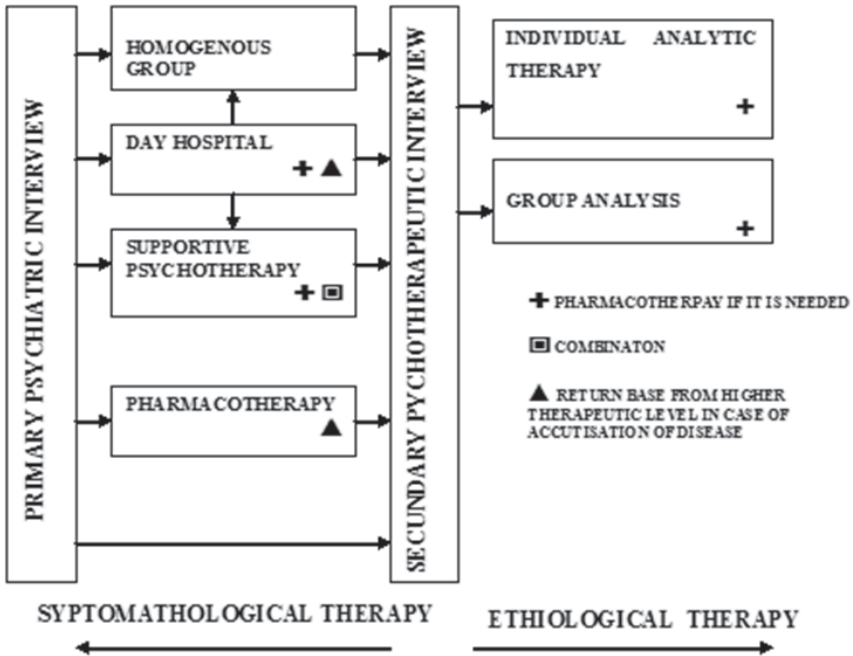 PRIMARY PSYCHIATRIC INTERVIEW
HOMOGENOUS
GROUP
DAY HOSPITAL
SUPPORTIVE
PSYCHOTHERAPY
PHARMACOTHERAPY
SECUNDARY PYCHOTHERAPEUTIC INTERVIEW
INDIVIDUAL ANALYTIC
THERAPY
GROUP ANALYSIS
PHARMACOTHERPAY IF IT IS NEEDED
COMBINATON
RETURN BASE FROM HIGHER
THERAPEUTIC LEVEL IN CASE OF
ACCUTISATION OF DISEASE
SYPTOMATHOLOGICAL THERAPY
ETHIOLOGICAL THERAPY